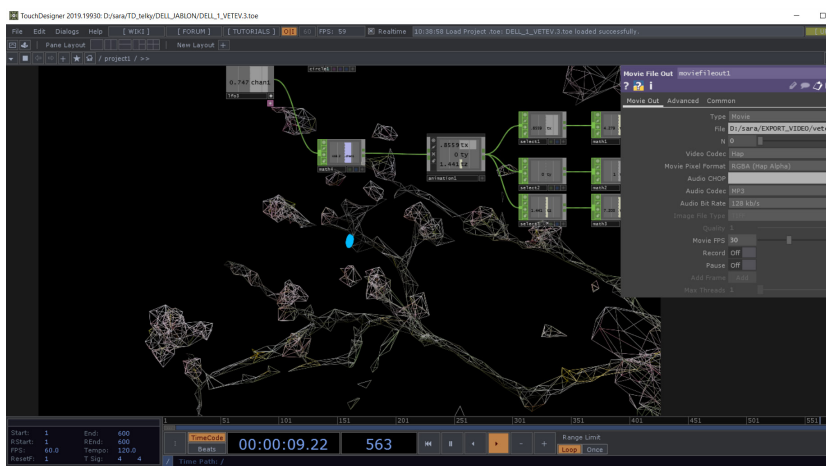 TouchDesigner 2019.19930: D:/sara/TD_telky/DELL_JABLON/DELL_1_VETEV.3.toe
File Edit Dialogs Help [ WIKI ] [ FORUM ] [ TUTORIALS ] O|I 60 FPS: 59 Realtime 10:38:58 Load Project .toe: DELL_1_VETEV.3.toe loaded successfully.
Pane Layout New Layout +
/ project1 / >>
0.747 chan1
lfo3
circle1
math4
.8559 tx
0 ty
1.441 tz
animation1
select1
math1
0 ty
select2
math2
select3
math3
Movie File Out moviefileout1
? i
Movie Out Advanced Common
Type Movie
File D:/sara/EXPORT_VIDEO/vete
N 0
Video Codec Hap
Movie Pixel Format RGBA (Hap Alpha)
Audio CHOP
Audio Codec MP3
Audio Bit Rate 128 kb/s
Image File Type
Quality 1
Movie FPS 30
Record Off
Pause Off
Add Frame Add
Max Threads 1
1 51 101 151 201 251 301 351 401 451 501 551
Start: 1 End: 600
RStart: 1 REnd: 600
FPS: 60.0 Tempo: 120.0
ResetF: 1 T Sig: 4 4
TimeCode
Beats
00:00:09.22
563
- +
Range Limit
Loop Once
/ Time Path: /